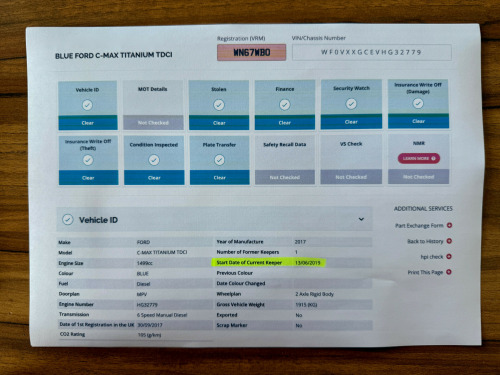 Registration (VRM) VIN/Chassis Number
BLUE FORD C-MAX TITANIUM TDCI WN67WBO WF0VXXGCEVHG32779
Vehicle ID MOT Details Stolen Finance Security Watch Insurance Write Off (Damage)
Clear Not Checked Clear Clear Clear Clear
Insurance Write Off (Theft) Condition Inspected Plate Transfer Safety Recall Data V5 Check NMR
LEARN MORE
Clear Clear Clear Not Checked Not Checked Not Checked
Vehicle ID
ADDITIONAL SERVICES
Part Exchange Form
Back to History
hpi check
Print This Page
Make FORD Year of Manufacture 2017
Model C-MAX TITANIUM TDCI Number of Former Keepers 1
Engine Size 1499cc Start Date of Current Keeper 13/06/2019
Colour BLUE Previous Colour
Fuel Diesel Date Colour Changed
Doorplan MPV Wheelplan 2 Axle Rigid Body
Engine Number HG32779 Gross Vehicle Weight 1915 (KG)
Transmission 6 Speed Manual Diesel Exported No
Date of 1st Registration in the UK 30/09/2017 Scrap Marker No
CO2 Rating 105 (g/km)